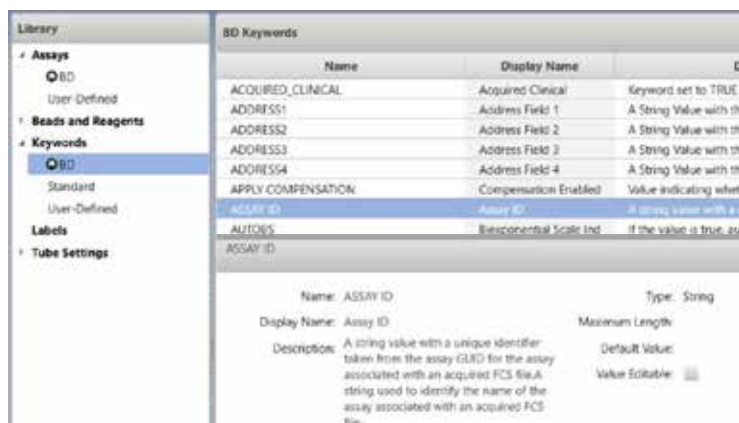 Library
Assays
BD
User-Defined
Beads and Reagents
Keywords
BD
Standard
User-Defined
Labels
Tube Settings
BD Keywords
Name Display Name D
ACQUIRED_CLINICAL Acquired Clinical Keyword set to TRUE
ADDRESS1 Address Field 1 A String Value with th
ADDRESS2 Address Field 2 A String Value with th
ADDRESS3 Address Field 3 A String Value with th
ADDRESS4 Address Field 4 A String Value with th
APPLY COMPENSATION Compensation Enabled Value indicating whet
ASSAY ID Assay ID A string value with a
AUTOBS Biexponential Scale Ind If the value is true, au
ASSAY ID
Name: ASSAY ID Type: String
Display Name: Assay ID Maximum Length:
Description: A string value with a unique identifier Default Value:
taken from the assay GUID for the assay
associated with an acquired FCS file.A Value Editable:
string used to identify the name of the
assay associated with an acquired FCS
file.